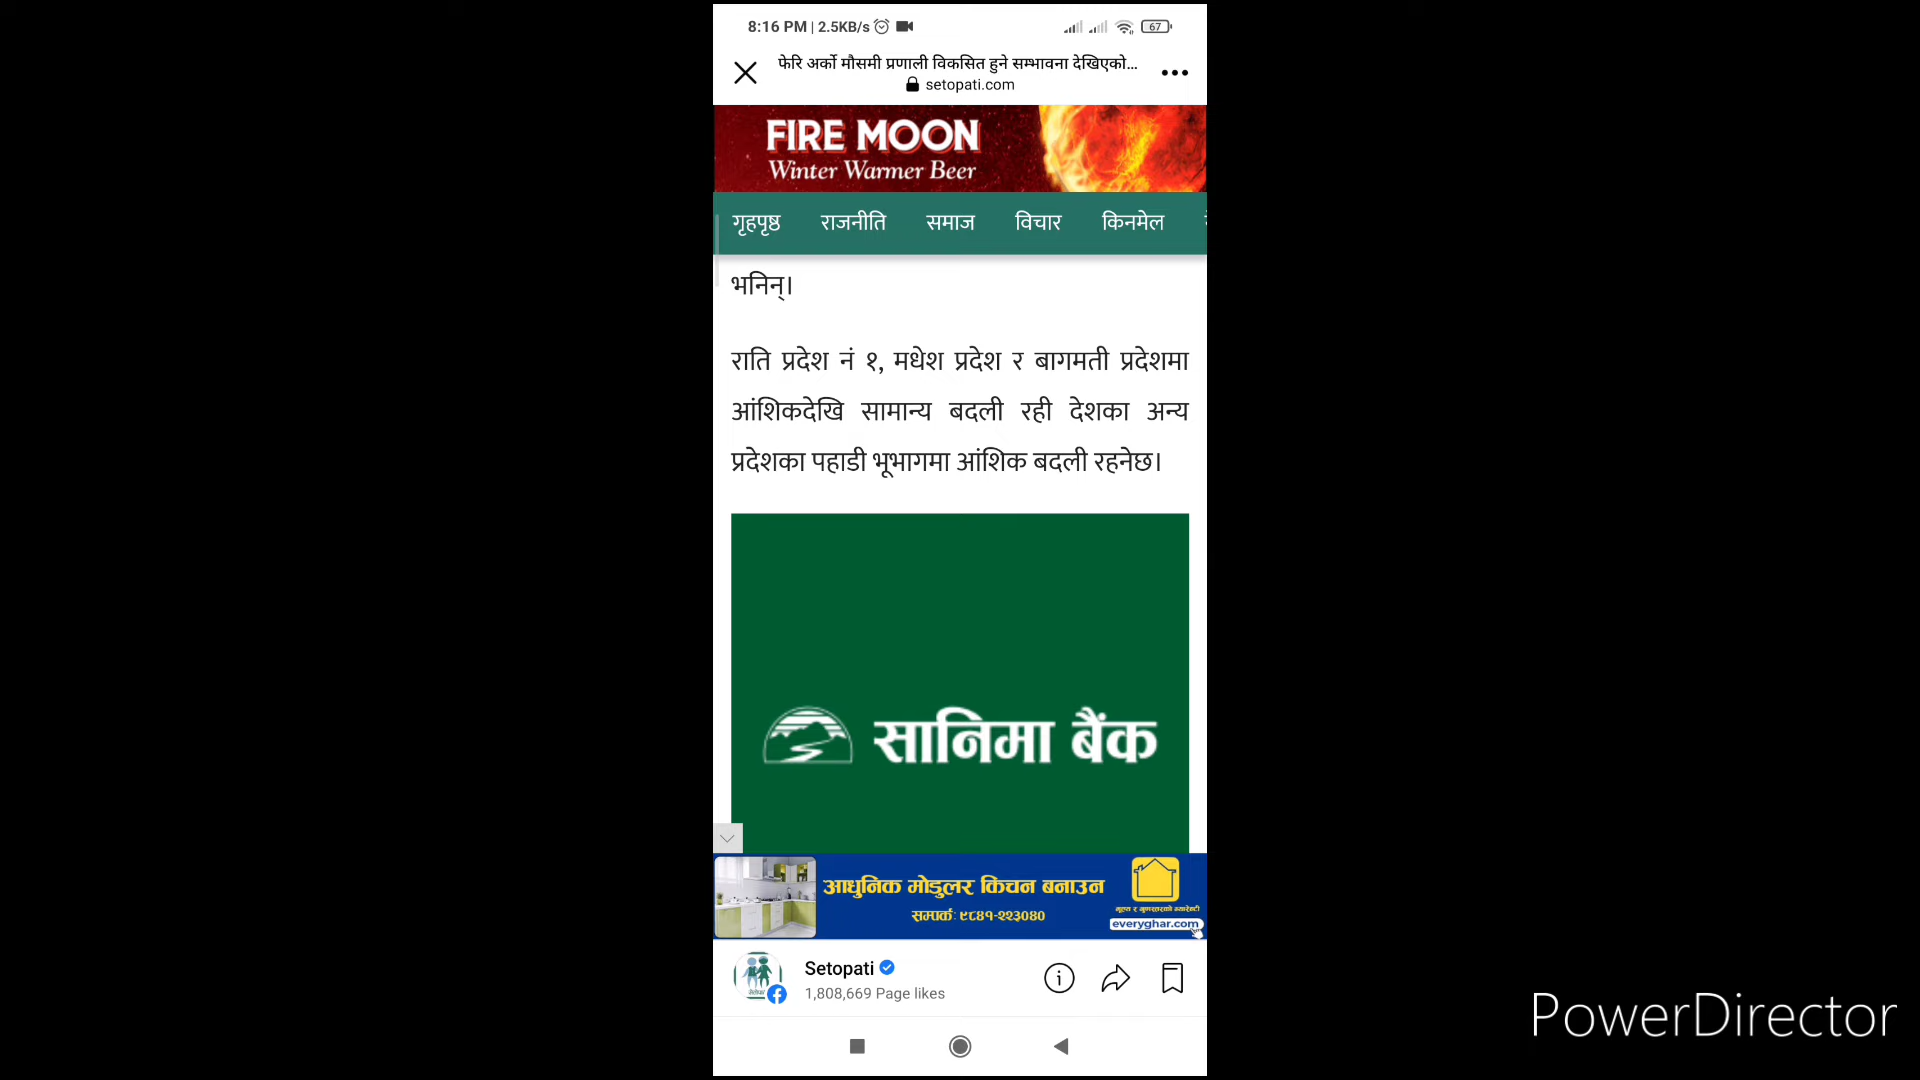 8:16 PM | 2.5KB/s
67
फेरि अर्को मौसमी प्रणाली विकसित हुने सम्भावना देखिएको...
setopati.com
FIRE MOON
Winter Warmer Beer
गृहपृष्ठ राजनीति समाज विचार किनमेल
भनिन्।
राति प्रदेश नं १, मधेश प्रदेश र बागमती प्रदेशमा
आंशिकदेखि सामान्य बदली रही देशका अन्य
प्रदेशका पहाडी भूभागमा आंशिक बदली रहनेछ।
सानिमा बैंक
आधुनिक मोडुलर किचन बनाउन
सम्पर्क: ९८४१-२२३०४०
everyghar.com
Setopati
1,808,669 Page likes
PowerDirector